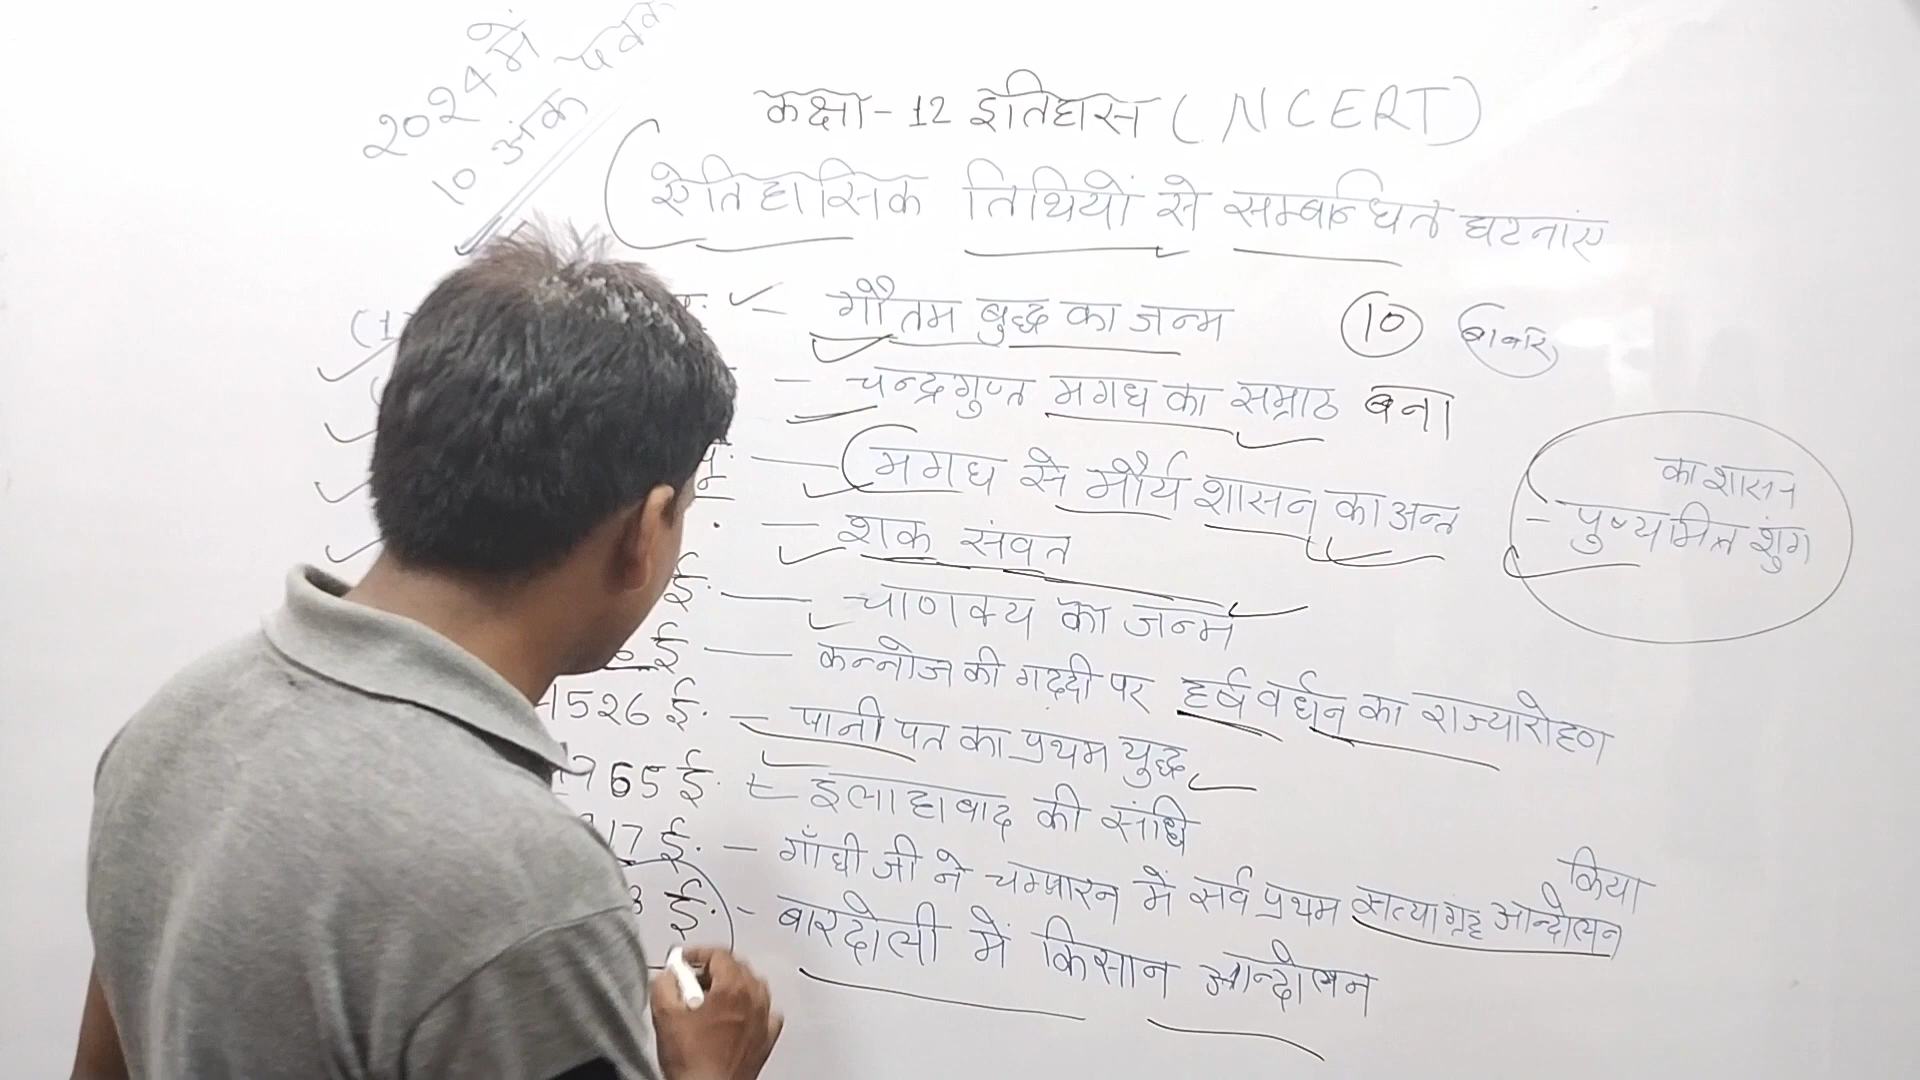 2024 में
10 अंक पक्के
कक्षा - 12 इतिहास (NCERT)
ऐतिहासिक तिथियों से सम्बन्धित घटनाएं
(1) – गौतम बुद्ध का जन्म 10
– चन्द्रगुप्त मगध का सम्राठ बना
पू. – मगध से मौर्य शासन का अन्त
का शासन
– पुष्यमित्र शुंग
– शक संवत
ई. – चाणक्य का जन्म
ई – कन्नोज की गद्दी पर हर्षवर्धन का राज्यारोहण
1526 ई. – पानीपत का प्रथम युद्ध
65 ई. – इलाहाबाद की संधि
17 ई. – गाँधी जी ने चम्पारन में सर्व प्रथम सत्याग्रह आन्दोलन किया
ई. – बारदोली में किसान आन्दोलन